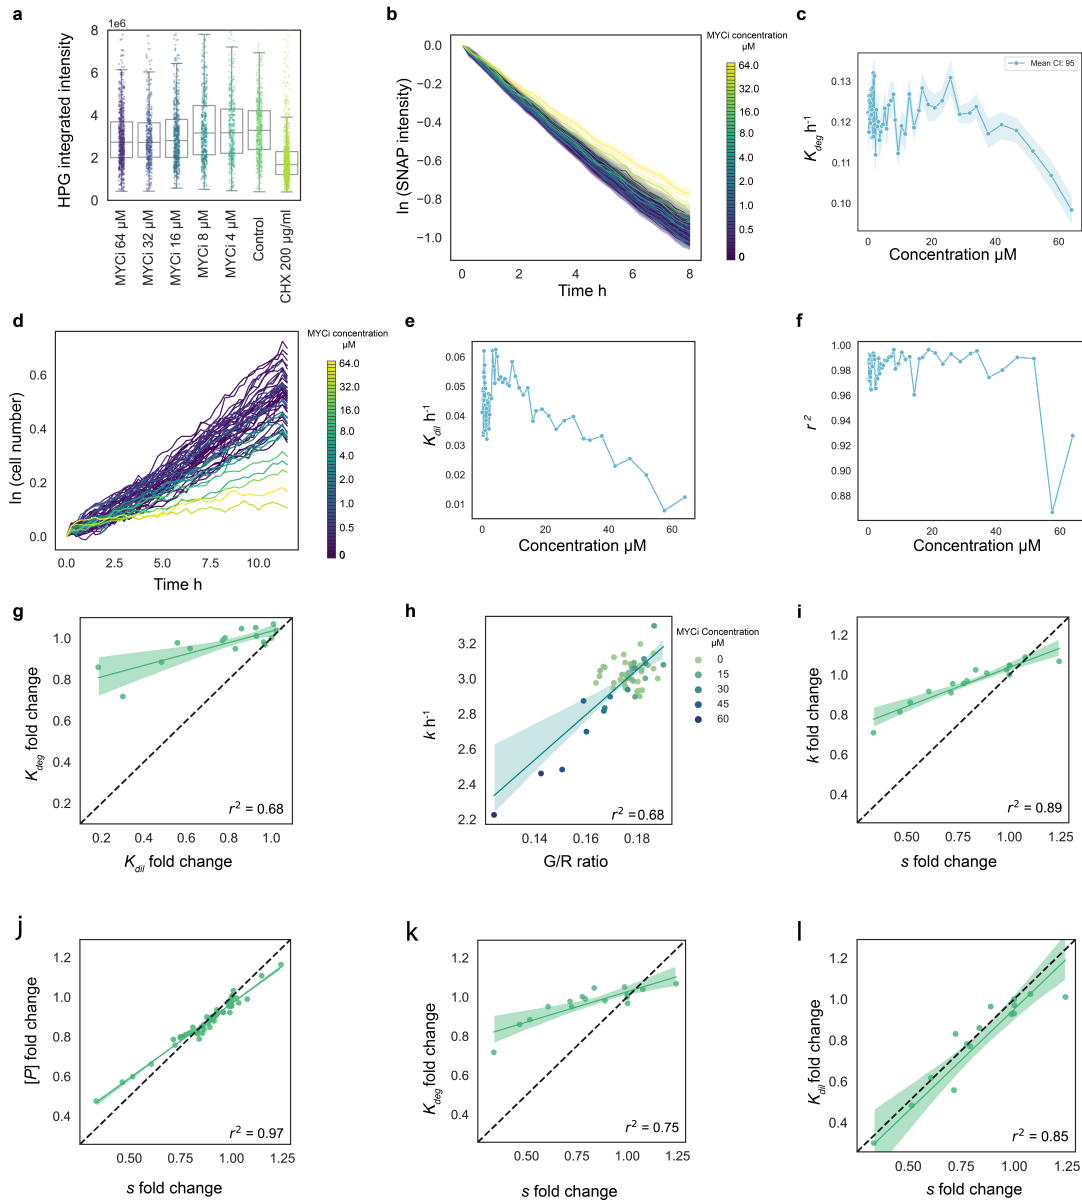 a
1e6
8
6
4
2
0
HPG integrated intensity
MYCi 64 µM
MYCi 32 µM
MYCi 16 µM
MYCi 8 µM
MYCi 4 µM
Control
CHX 200 µg/ml
b
0.0
−0.2
−0.4
−0.6
−0.8
−1.0
ln (SNAP intensity)
0 2 4 6 8
Time h
MYCi concentration
µM
64.0
32.0
16.0
8.0
4.0
2.0
1.0
0.5
0
c
Mean CI: 95
0.13
0.12
0.11
0.10
Kdeg h-1
0 20 40 60
Concentration µM
d
0.6
0.4
0.2
0.0
ln (cell number)
0.0 2.5 5.0 7.5 10.0
Time h
MYCi concentration
µM
64.0
32.0
16.0
8.0
4.0
2.0
1.0
0.5
0
e
0.06
0.05
0.04
0.03
0.02
0.01
Kdil h-1
0 20 40 60
Concentration µM
f
1.00
0.98
0.96
0.94
0.92
0.90
0.88
r 2
0 20 40 60
Concentration µM
g
1.0
0.8
0.6
0.4
0.2
Kdeg fold change
r2 = 0.68
0.2 0.4 0.6 0.8 1.0
Kdil fold change
h
3.2
3.0
2.8
2.6
2.4
2.2
k h-1
r2 = 0.68
0.14 0.16 0.18
G/R ratio
MYCi Concentration
µM
0
15
30
45
60
i
1.2
1.0
0.8
0.6
0.4
k fold change
r2 = 0.89
0.50 0.75 1.00 1.25
s fold change
j
1.2
1.0
0.8
0.6
0.4
[P] fold change
r2 = 0.97
0.50 0.75 1.00 1.25
s fold change
k
1.2
1.0
0.8
0.6
0.4
Kdeg fold change
r2 = 0.75
0.50 0.75 1.00 1.25
s fold change
l
1.2
1.0
0.8
0.6
0.4
Kdil fold change
r2 = 0.85
0.50 0.75 1.00 1.25
s fold change